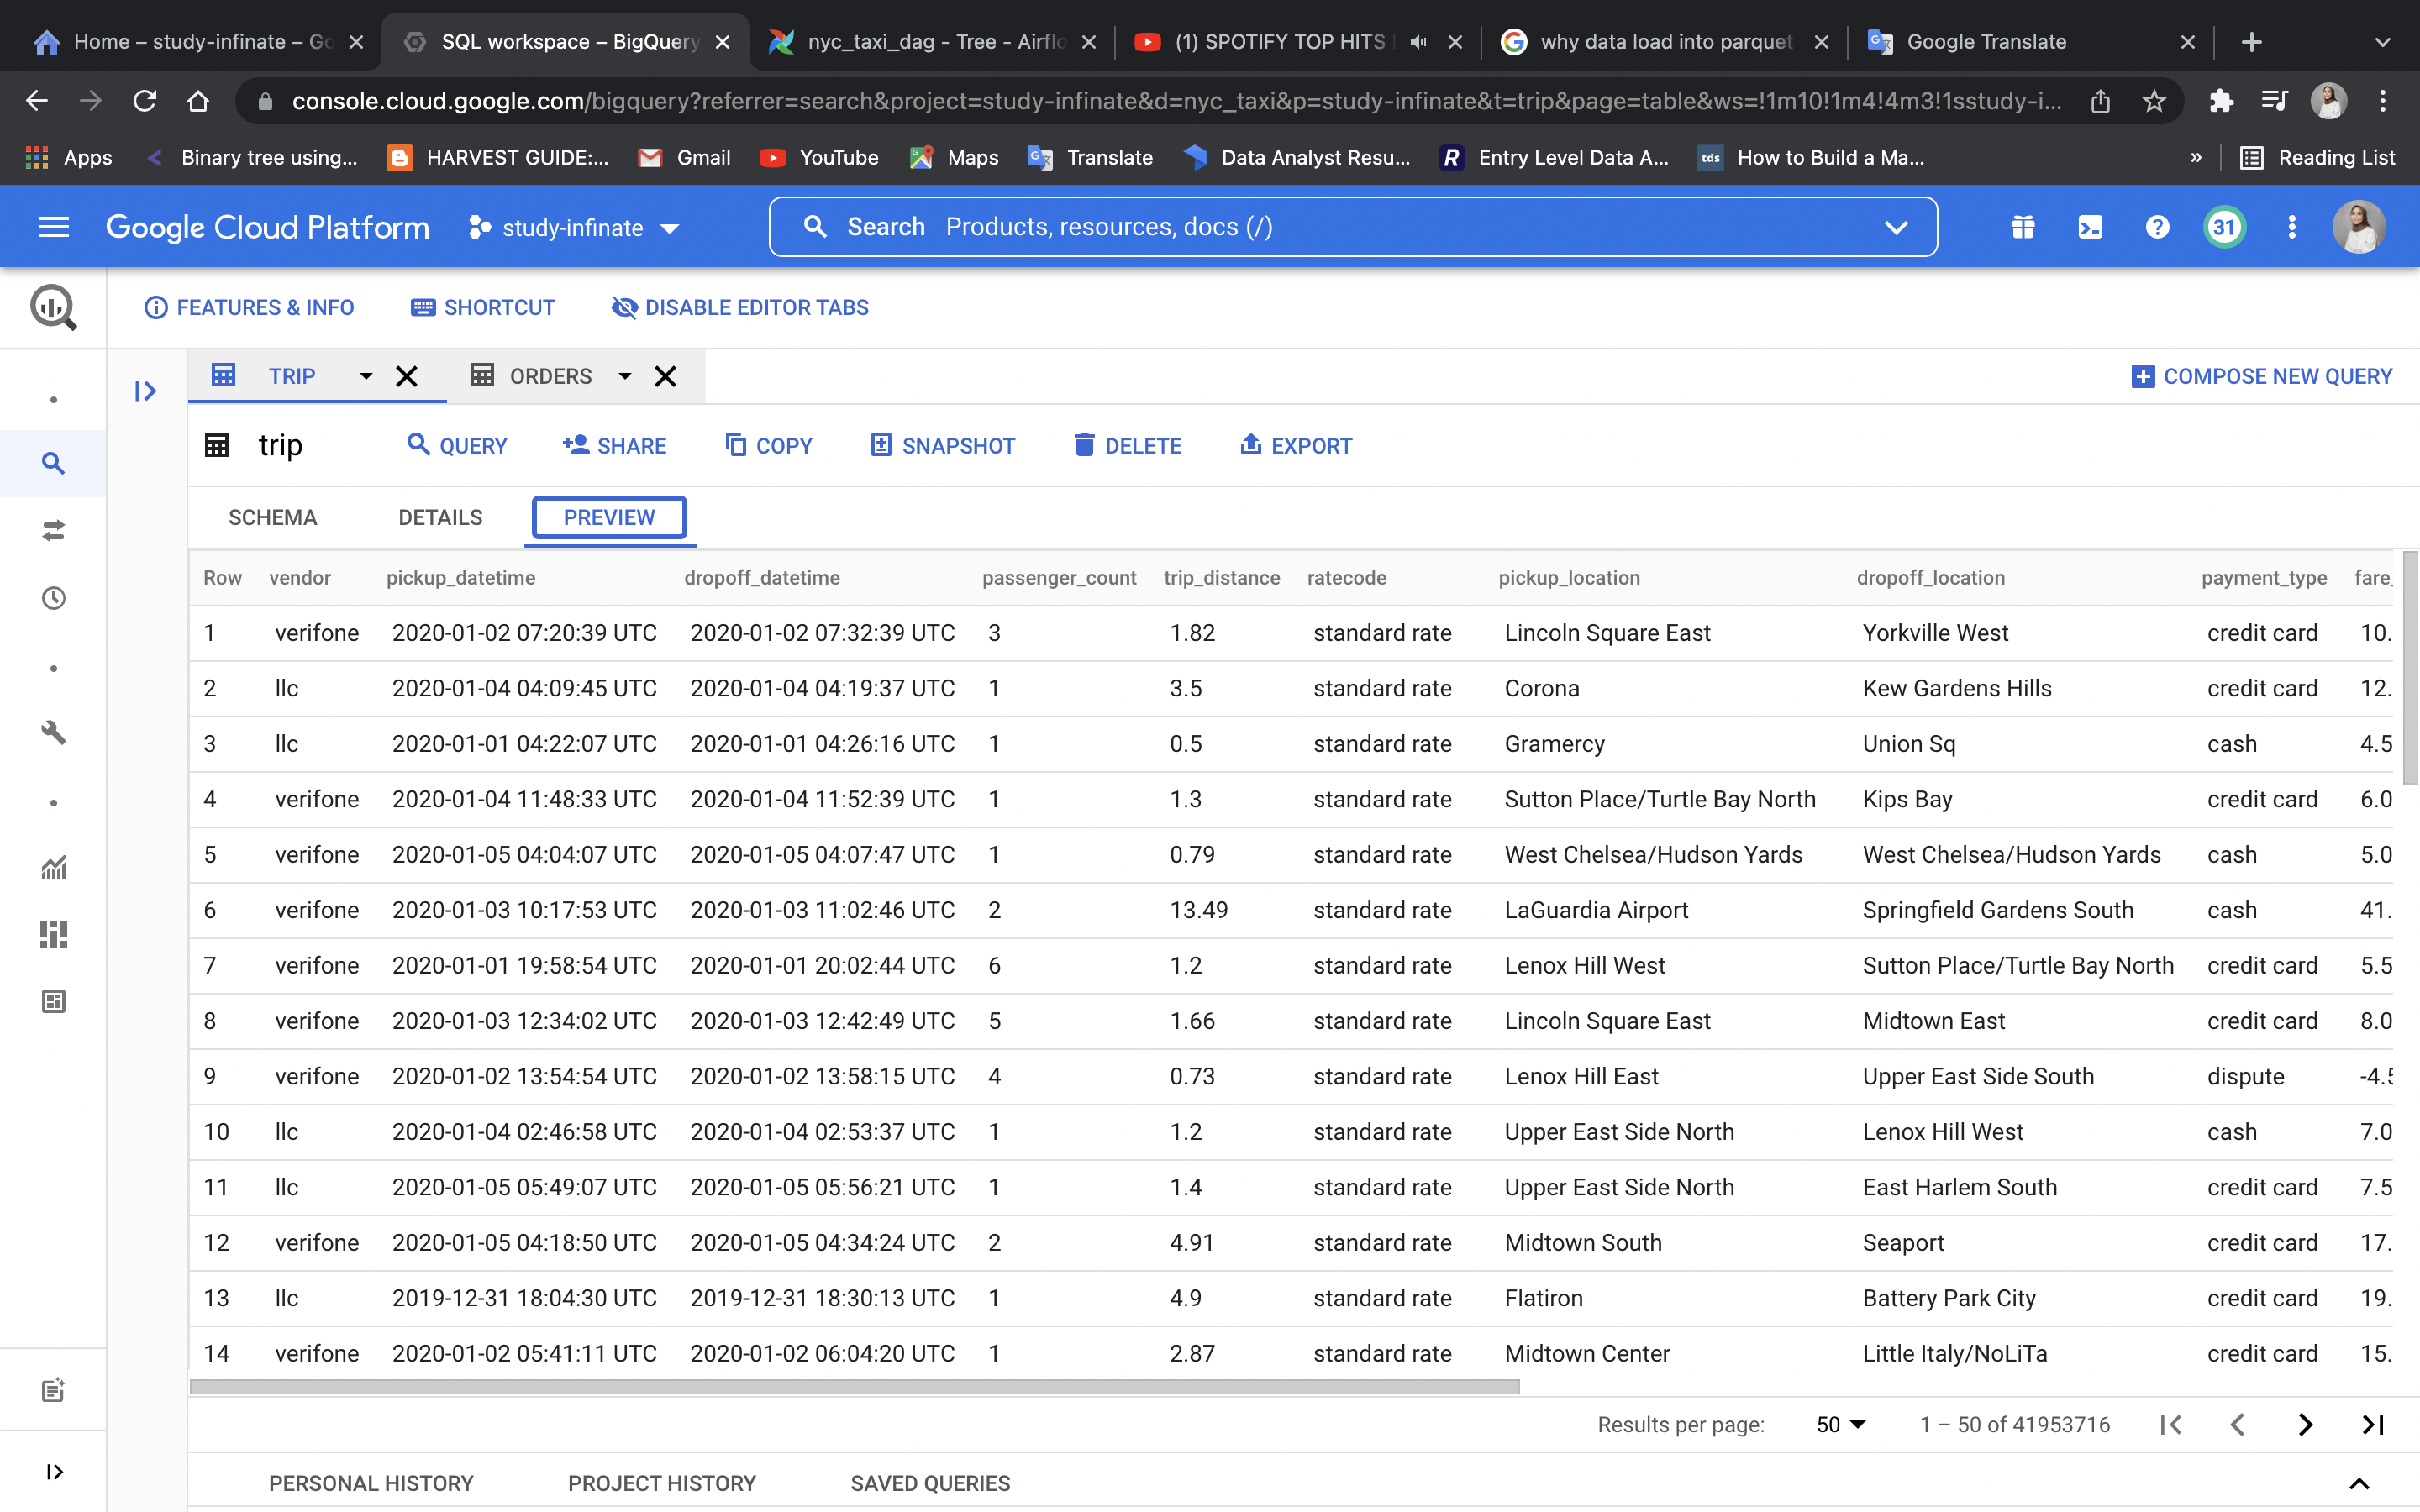 Home – study-infinate – Go
SQL workspace – BigQuery
nyc_taxi_dag - Tree - Airflo
(1) SPOTIFY TOP HITS
why data load into parquet
Google Translate
console.cloud.google.com/bigquery?referrer=search&project=study-infinate&d=nyc_taxi&p=study-infinate&t=trip&page=table&ws=!1m10!1m4!4m3!1sstudy-i...
Apps Binary tree using... HARVEST GUIDE:... Gmail YouTube Maps Translate Data Analyst Resu... R Entry Level Data A... tds How to Build a Ma... » Reading List
Google Cloud Platform study-infinate Search Products, resources, docs (/) 31
FEATURES & INFO SHORTCUT DISABLE EDITOR TABS
TRIP ORDERS COMPOSE NEW QUERY
trip QUERY SHARE COPY SNAPSHOT DELETE EXPORT
SCHEMA DETAILS PREVIEW
Row vendor pickup_datetime dropoff_datetime passenger_count trip_distance ratecode pickup_location dropoff_location payment_type fare_
1 verifone 2020-01-02 07:20:39 UTC 2020-01-02 07:32:39 UTC 3 1.82 standard rate Lincoln Square East Yorkville West credit card 10.
2 llc 2020-01-04 04:09:45 UTC 2020-01-04 04:19:37 UTC 1 3.5 standard rate Corona Kew Gardens Hills credit card 12.
3 llc 2020-01-01 04:22:07 UTC 2020-01-01 04:26:16 UTC 1 0.5 standard rate Gramercy Union Sq cash 4.5
4 verifone 2020-01-04 11:48:33 UTC 2020-01-04 11:52:39 UTC 1 1.3 standard rate Sutton Place/Turtle Bay North Kips Bay credit card 6.0
5 verifone 2020-01-05 04:04:07 UTC 2020-01-05 04:07:47 UTC 1 0.79 standard rate West Chelsea/Hudson Yards West Chelsea/Hudson Yards cash 5.0
6 verifone 2020-01-03 10:17:53 UTC 2020-01-03 11:02:46 UTC 2 13.49 standard rate LaGuardia Airport Springfield Gardens South cash 41.
7 verifone 2020-01-01 19:58:54 UTC 2020-01-01 20:02:44 UTC 6 1.2 standard rate Lenox Hill West Sutton Place/Turtle Bay North credit card 5.5
8 verifone 2020-01-03 12:34:02 UTC 2020-01-03 12:42:49 UTC 5 1.66 standard rate Lincoln Square East Midtown East credit card 8.0
9 verifone 2020-01-02 13:54:54 UTC 2020-01-02 13:58:15 UTC 4 0.73 standard rate Lenox Hill East Upper East Side South dispute -4.5
10 llc 2020-01-04 02:46:58 UTC 2020-01-04 02:53:37 UTC 1 1.2 standard rate Upper East Side North Lenox Hill West cash 7.0
11 llc 2020-01-05 05:49:07 UTC 2020-01-05 05:56:21 UTC 1 1.4 standard rate Upper East Side North East Harlem South credit card 7.5
12 verifone 2020-01-05 04:18:50 UTC 2020-01-05 04:34:24 UTC 2 4.91 standard rate Midtown South Seaport credit card 17.
13 llc 2019-12-31 18:04:30 UTC 2019-12-31 18:30:13 UTC 1 4.9 standard rate Flatiron Battery Park City credit card 19.
14 verifone 2020-01-02 05:41:11 UTC 2020-01-02 06:04:20 UTC 1 2.87 standard rate Midtown Center Little Italy/NoLiTa credit card 15.
Results per page: 50 1 – 50 of 41953716
PERSONAL HISTORY PROJECT HISTORY SAVED QUERIES